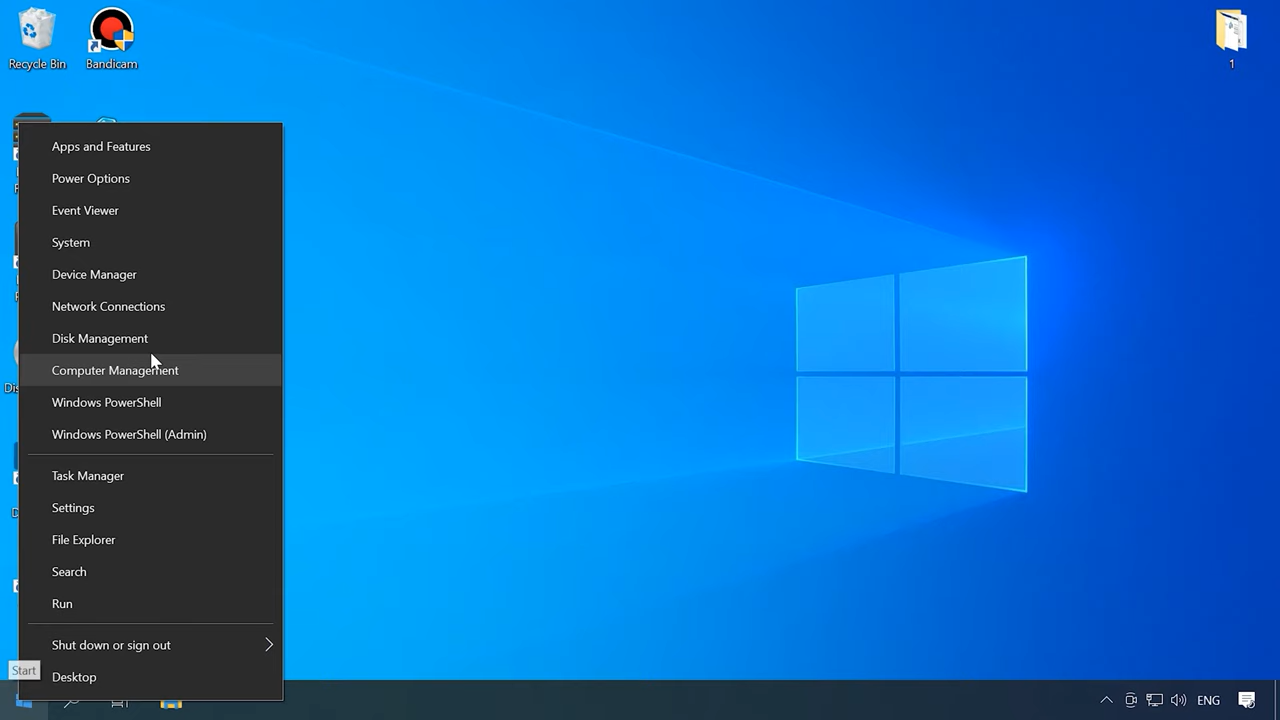 Recycle Bin
Bandicam
1
Apps and Features
Power Options
Event Viewer
System
Device Manager
Network Connections
Disk Management
Computer Management
Windows PowerShell
Windows PowerShell (Admin)
Task Manager
Settings
File Explorer
Search
Run
Shut down or sign out
Desktop
Start
ENG